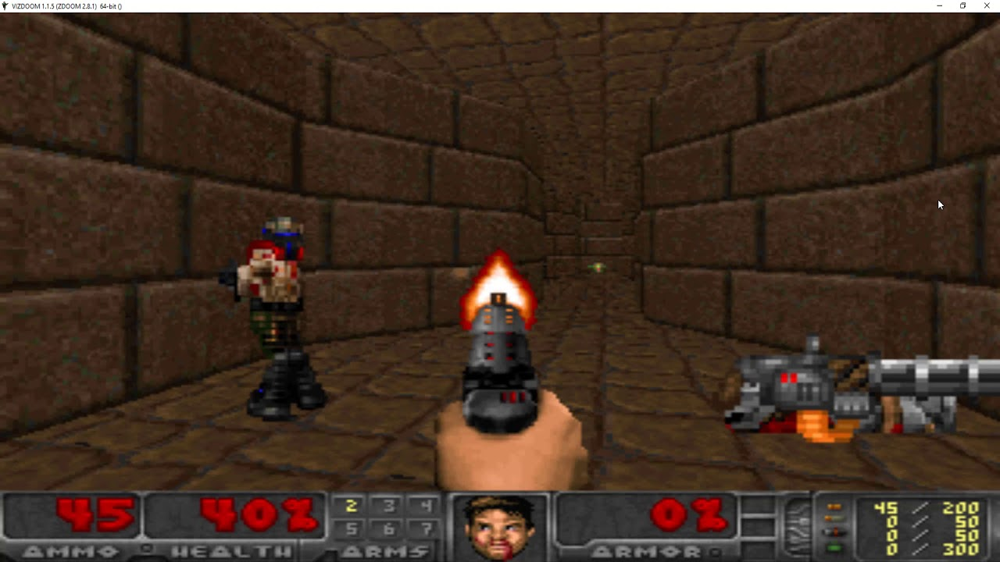 VIZDOOM 1.1.5 (ZDOOM 2.8.1) 64-bit ()
45 40% 2 3 4 0% 45 / 200
5 6 7 0 / 50
0 / 50
AMMO HEALTH ARMS ARMOR 0 / 300